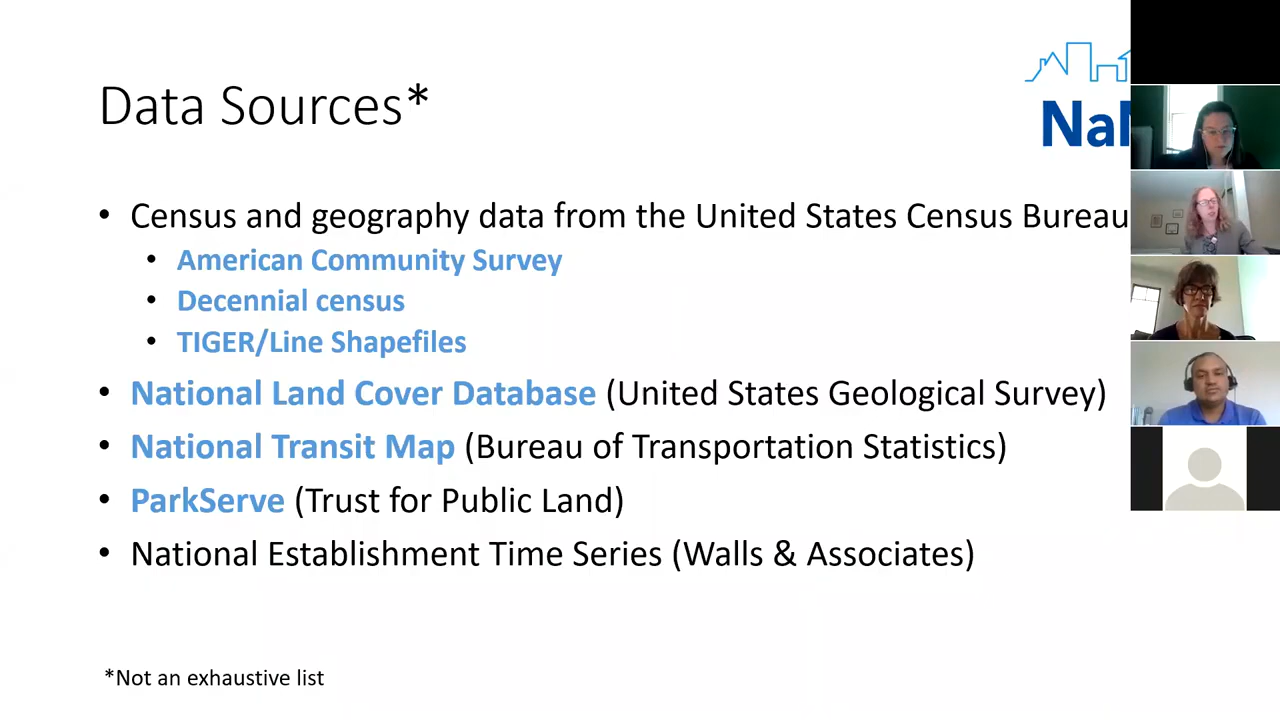 Data Sources*
• Census and geography data from the United States Census Bureau
• American Community Survey
• Decennial census
• TIGER/Line Shapefiles
• National Land Cover Database (United States Geological Survey)
• National Transit Map (Bureau of Transportation Statistics)
• ParkServe (Trust for Public Land)
• National Establishment Time Series (Walls & Associates)
*Not an exhaustive list